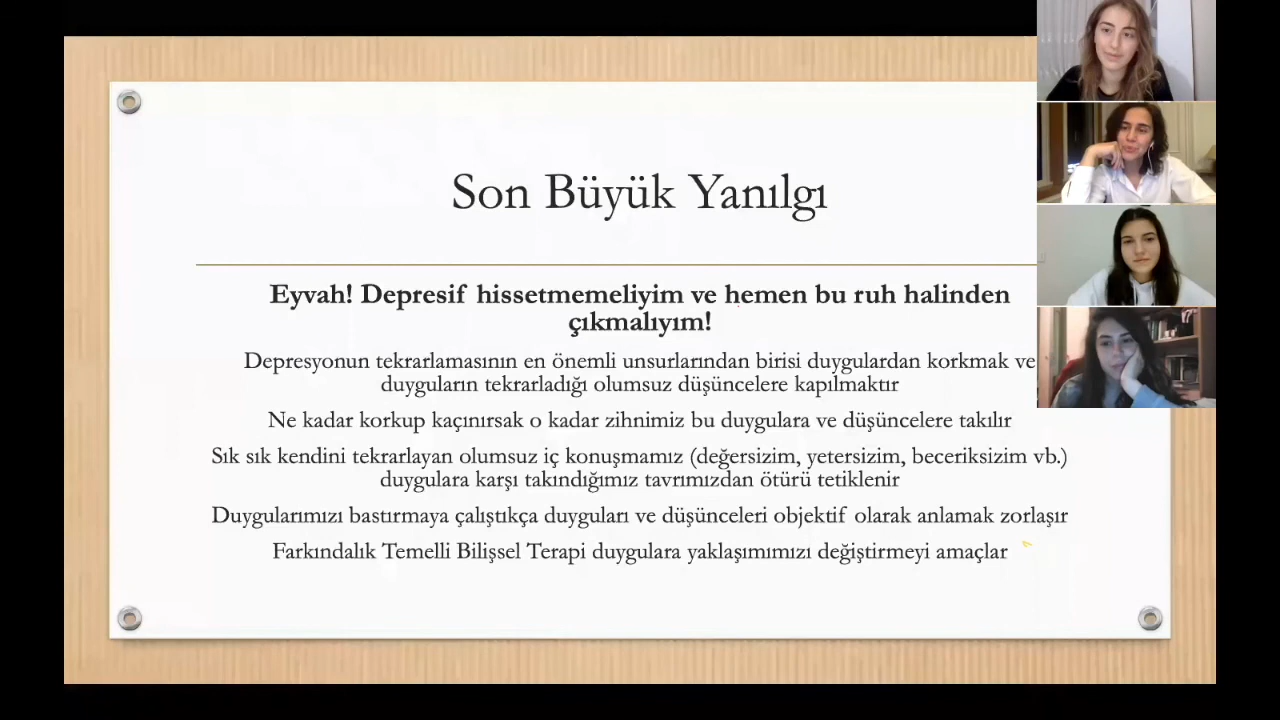 Son Büyük Yanılgı
Eyvah! Depresif hissetmemeliyim ve hemen bu ruh halinden
çıkmalıyım!
Depresyonun tekrarlamasının en önemli unsurlarından birisi duygulardan korkmak ve
duyguların tekrarladığı olumsuz düşüncelere kapılmaktır
Ne kadar korkup kaçınırsak o kadar zihnimiz bu duygulara ve düşüncelere takılır
Sık sık kendini tekrarlayan olumsuz iç konuşmamız (değersizim, yetersizim, beceriksizim vb.)
duygulara karşı takındığımız tavrımızdan ötürü tetiklenir
Duygularımızı bastırmaya çalıştıkça duyguları ve düşünceleri objektif olarak anlamak zorlaşır
Farkındalık Temelli Bilişsel Terapi duygulara yaklaşımımızı değiştirmeyi amaçlar